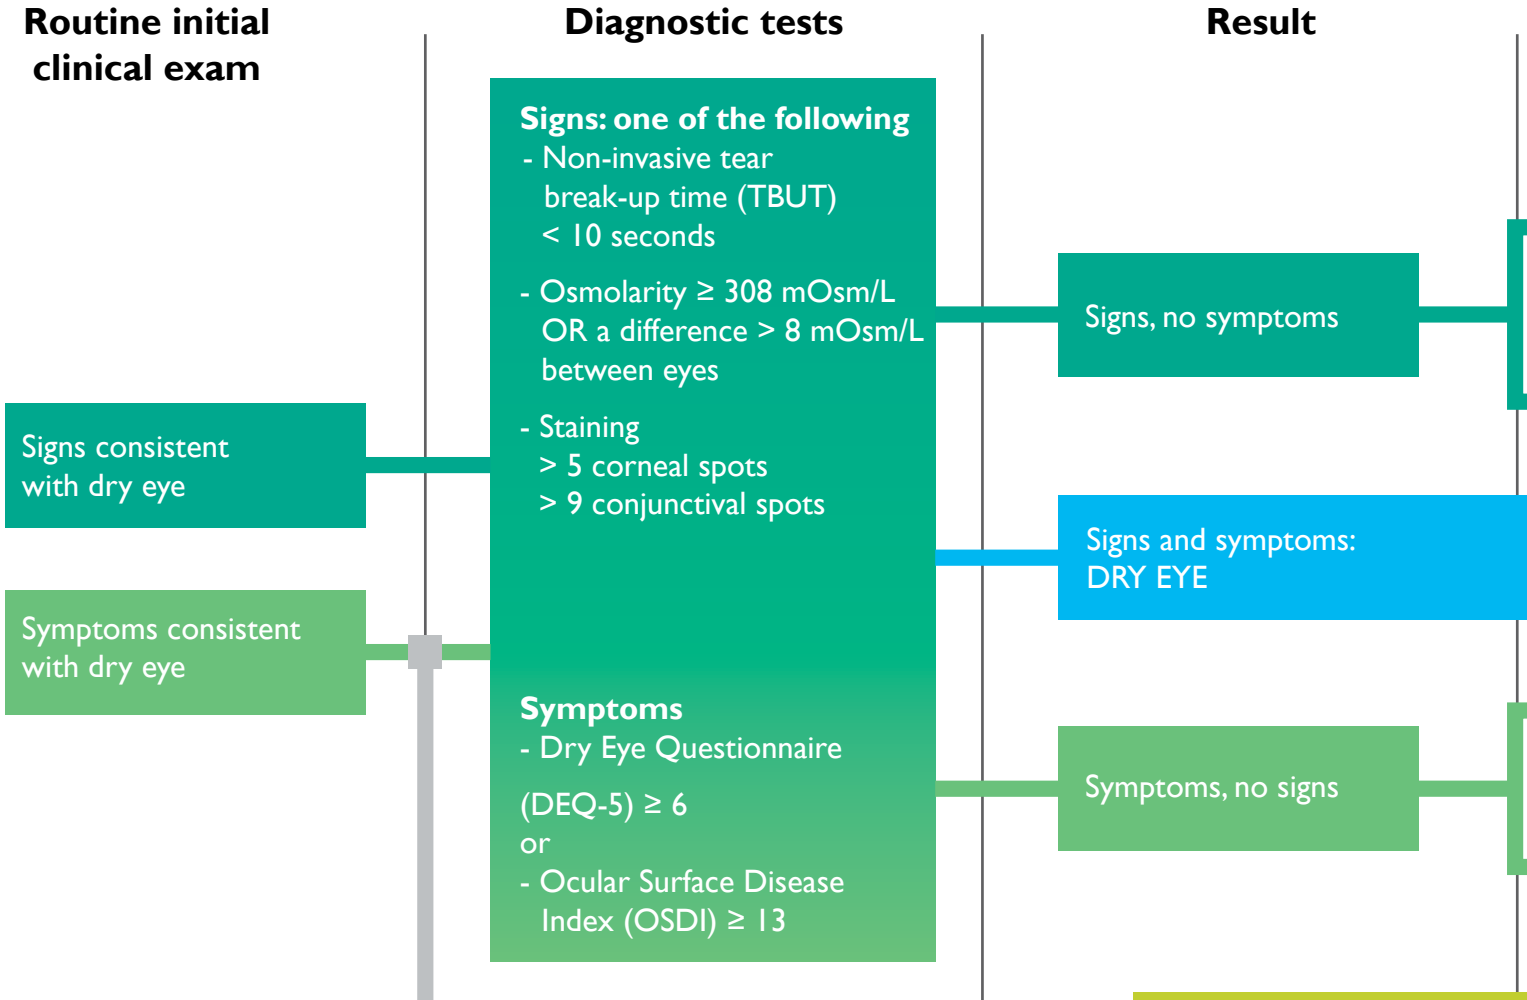 Routine initial
clinical exam
Diagnostic tests
Result
Signs consistent
with dry eye
Symptoms consistent
with dry eye
Signs: one of the following
- Non-invasive tear
break-up time (TBUT)
< 10 seconds
- Osmolarity ≥ 308 mOsm/L
OR a difference > 8 mOsm/L
between eyes
- Staining
> 5 corneal spots
> 9 conjunctival spots
Symptoms
- Dry Eye Questionnaire
(DEQ-5) ≥ 6
or
- Ocular Surface Disease
Index (OSDI) ≥ 13
Signs, no symptoms
Signs and symptoms:
DRY EYE
Symptoms, no signs